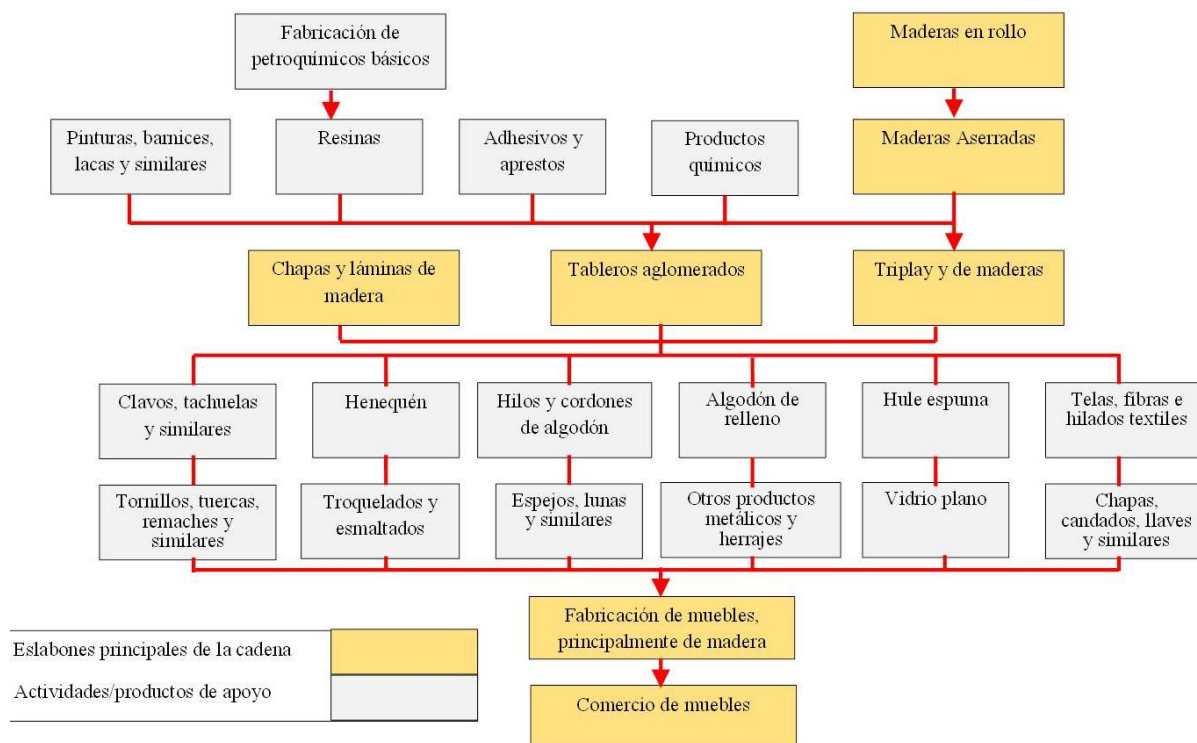 Fabricación de
petroquímicos básicos
Maderas en rollo
Pinturas, barnices,
lacas y similares
Resinas
Adhesivos y
aprestos
Productos
químicos
Maderas Aserradas
Chapas y láminas de
madera
Tableros aglomerados
Triplay y de maderas
Clavos, tachuelas
y similares
Henequén
Hilos y cordones
de algodón
Algodón de
relleno
Hule espuma
Telas, fibras e
hilados textiles
Tornillos, tuercas,
remaches y
similares
Troquelados y
esmaltados
Espejos, lunas
y similares
Otros productos
metálicos y
herrajes
Vidrio plano
Chapas,
candados, llaves
y similares
Fabricación de muebles,
principalmente de madera
Comercio de muebles
Eslabones principales de la cadena
Actividades/productos de apoyo